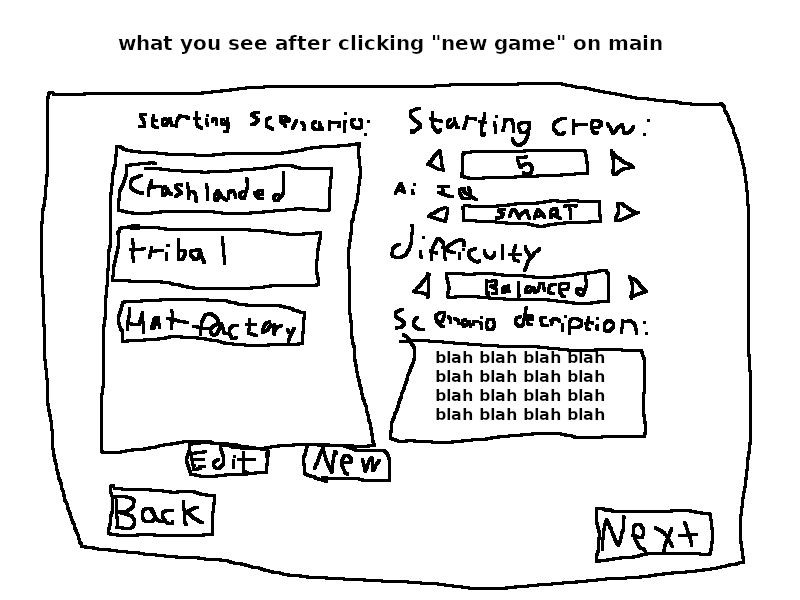 what you see after clicking "new game" on main
Starting Scenario:
Crashlanded
tribal
Hat factory
Edit
New
Back
Starting crew:
5
Ai IQ
SMART
difficulty
Balanced
Scenario decription:
blah blah blah blah
blah blah blah blah
blah blah blah blah
blah blah blah blah
Next